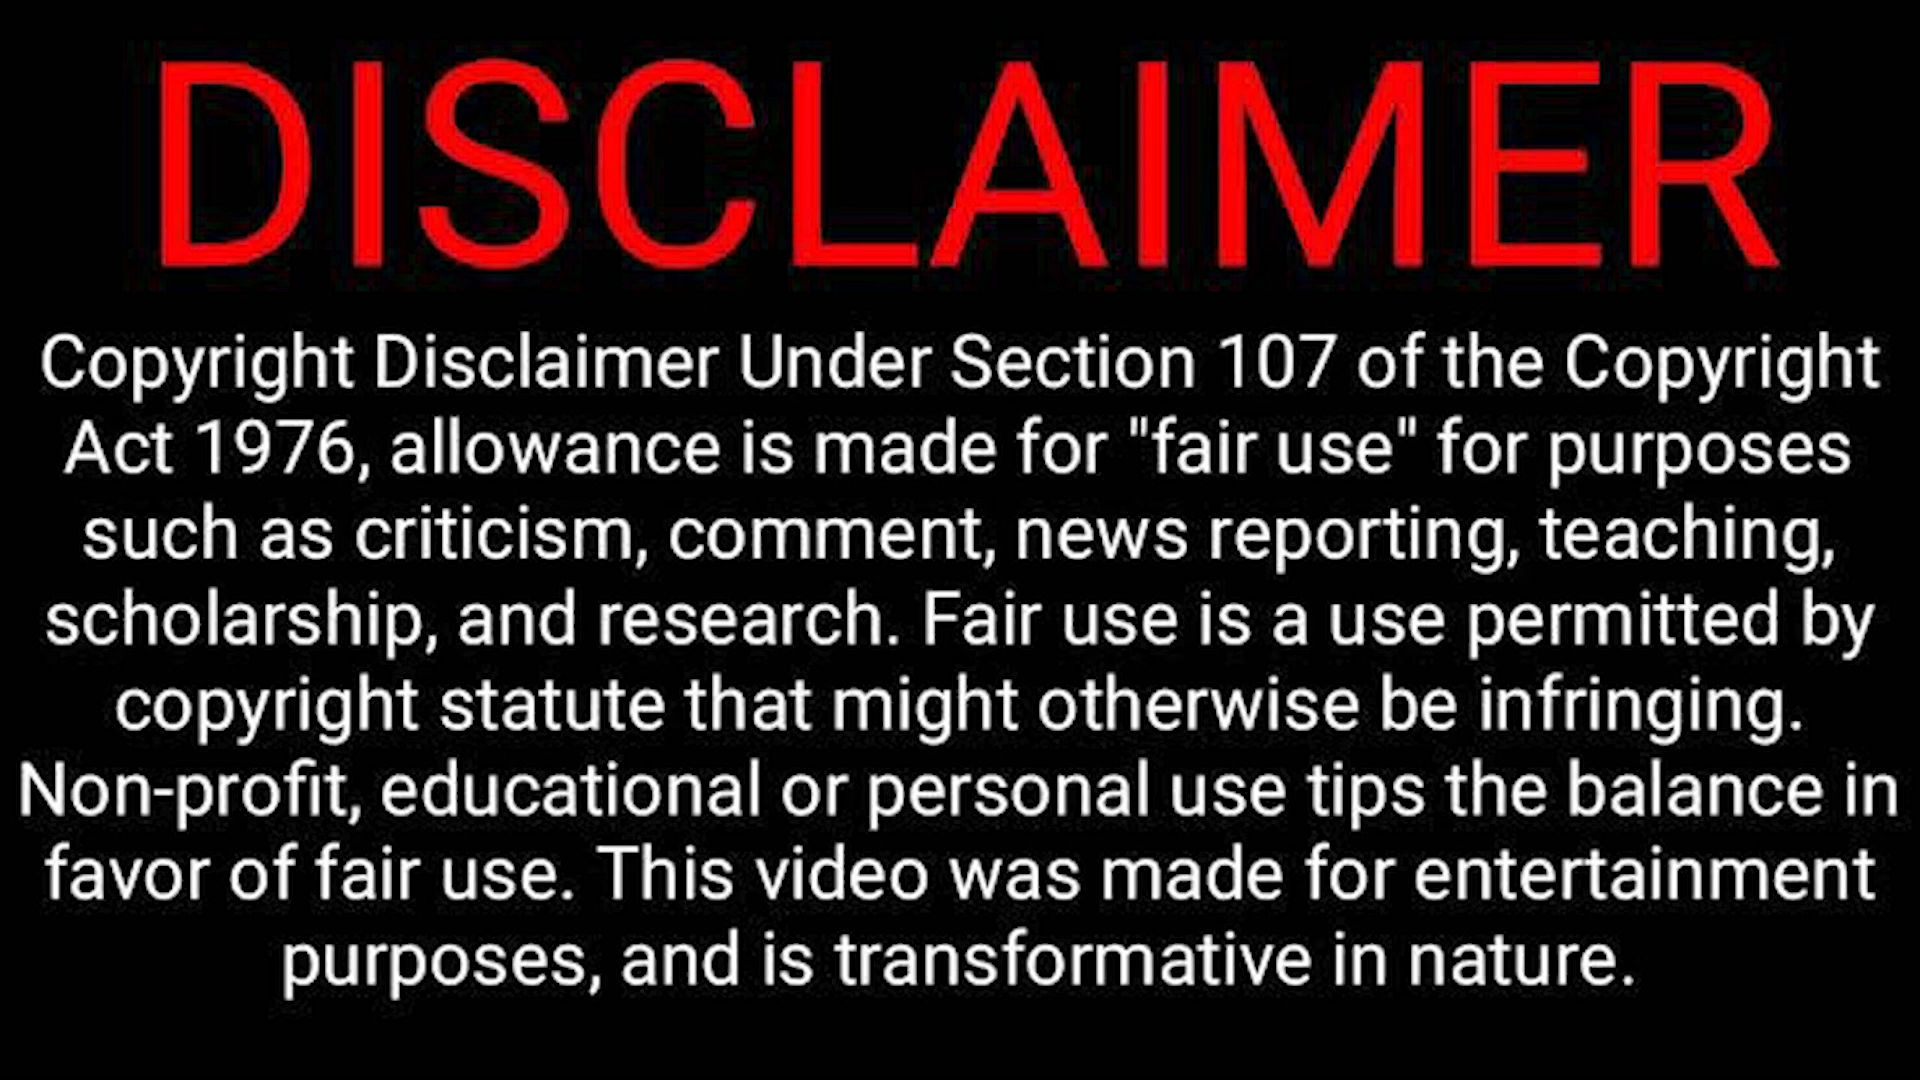 DISCLAIMER
Copyright Disclaimer Under Section 107 of the Copyright
Act 1976, allowance is made for "fair use" for purposes
such as criticism, comment, news reporting, teaching,
scholarship, and research. Fair use is a use permitted by
copyright statute that might otherwise be infringing.
Non-profit, educational or personal use tips the balance in
favor of fair use. This video was made for entertainment
purposes, and is transformative in nature.